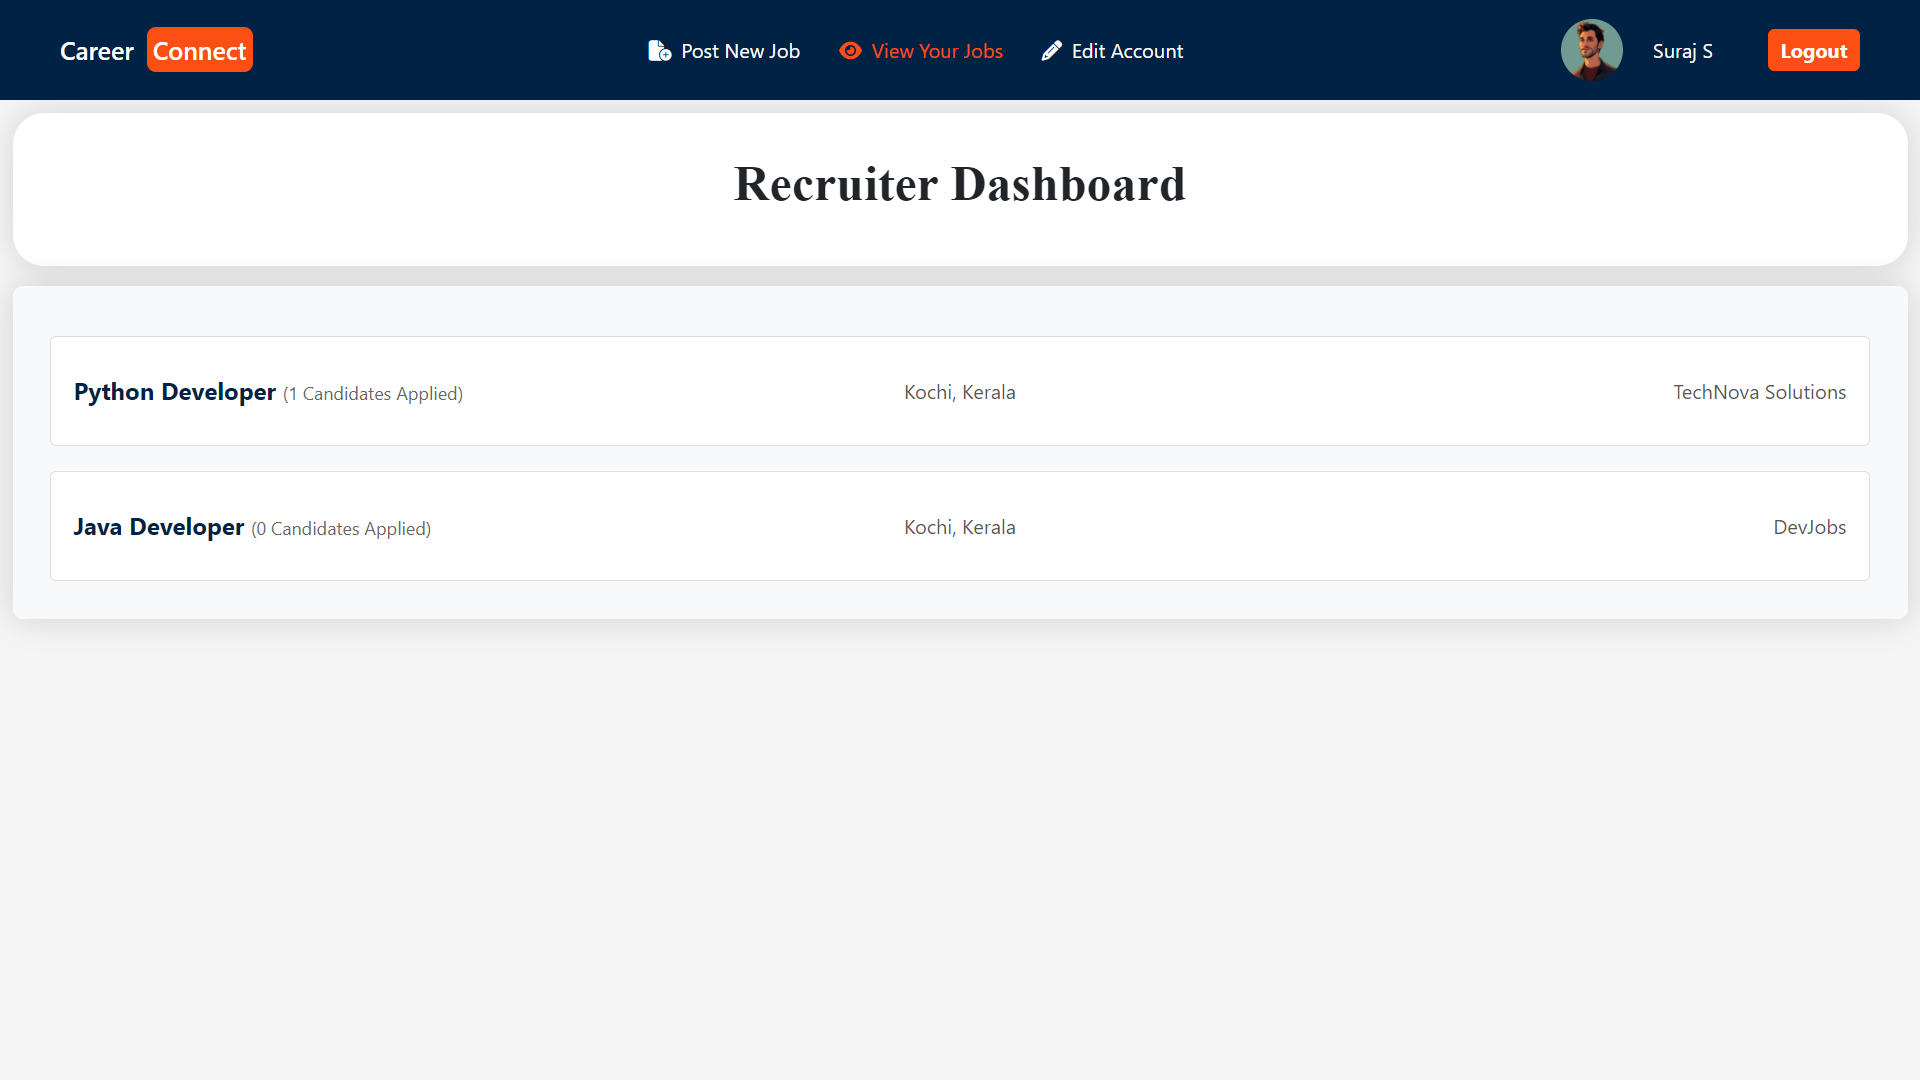 Career Connect Post New Job View Your Jobs Edit Account Suraj S Logout
Recruiter Dashboard
Python Developer (1 Candidates Applied) Kochi, Kerala TechNova Solutions
Java Developer (0 Candidates Applied) Kochi, Kerala DevJobs